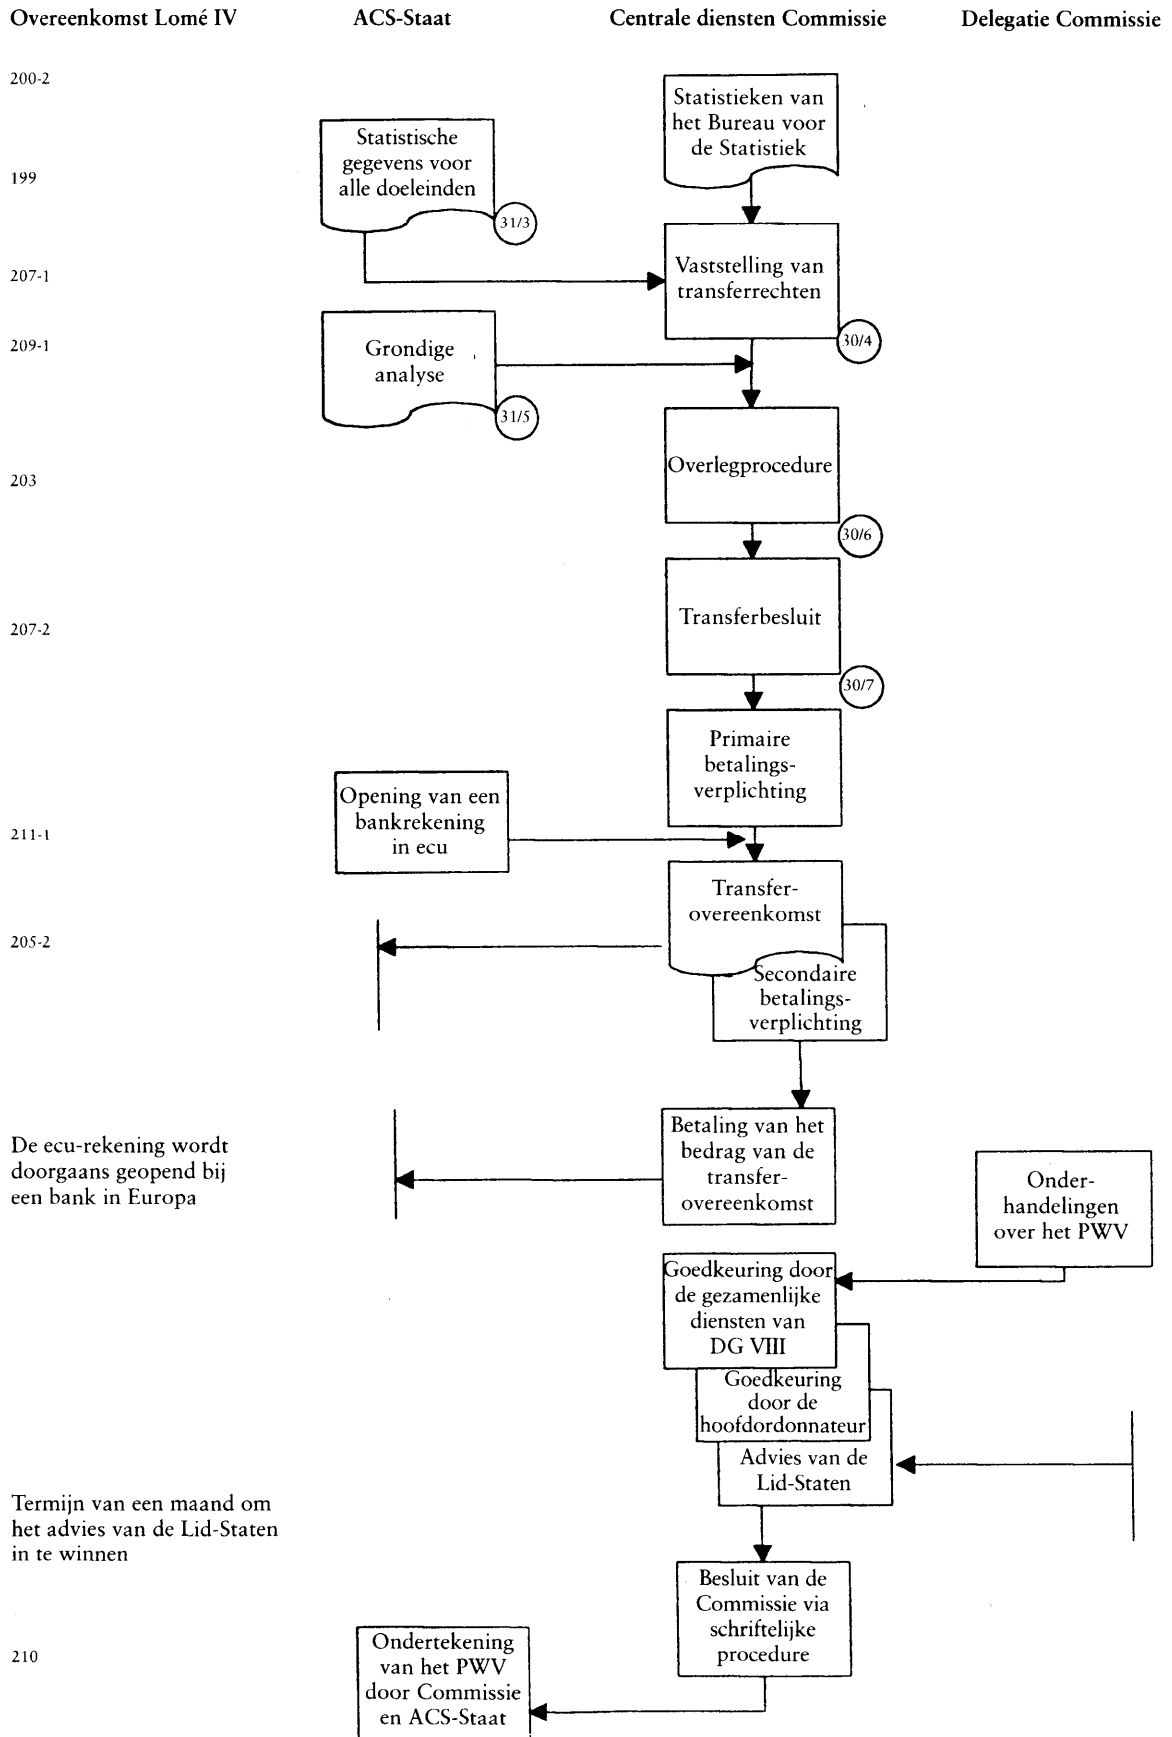 Overeenkomst Lomé IV
ACS-Staat
Centrale diensten Commissie
Delegatie Commissie
200-2
Statistieken van
het Bureau voor
de Statistiek
Statistische
gegevens voor
alle doeleinden
31/3
199
207-1
Vaststelling van
transferrechten
30/4
209-1
Grondige
analyse
31/5
203
Overlegprocedure
30/6
207-2
Transferbesluit
30/7
Primaire
betalings-
verplichting
Opening van een
bankrekening
in ecu
211-1
Transfer-
overeenkomst
205-2
Secondaire
betalings-
verplichting
De ecu-rekening wordt
doorgaans geopend bij
een bank in Europa
Betaling van het
bedrag van de
transfer-
overeenkomst
Onder-
handelingen
over het PWV
Goedkeuring door
de gezamenlijke
diensten van
DG VIII
Goedkeuring
door de
hoofdordonnateur
Advies van de
Lid-Staten
Termijn van een maand om
het advies van de Lid-Staten
in te winnen
Besluit van de
Commissie via
schriftelijke
procedure
210
Ondertekening
van het PWV
door Commissie
en ACS-Staat